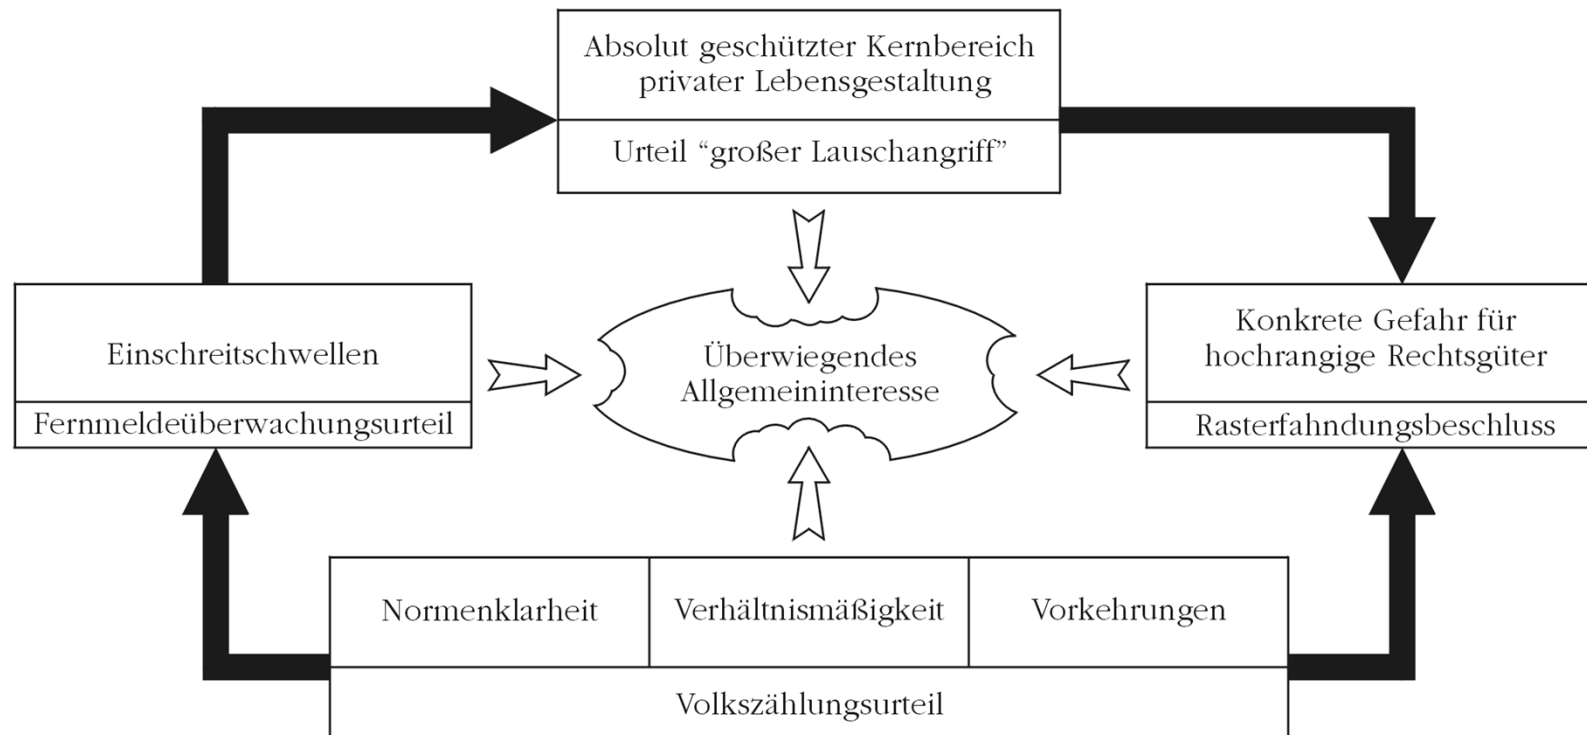 Absolut geschützter Kernbereich
privater Lebensgestaltung
Urteil “großer Lauschangriff”
Einschreitschwellen
Fernmeldeüberwachungsurteil
Überwiegendes
Allgemeininteresse
Konkrete Gefahr für
hochrangige Rechtsgüter
Rasterfahndungsbeschluss
Normenklarheit
Verhältnismäßigkeit
Vorkehrungen
Volkszählungsurteil